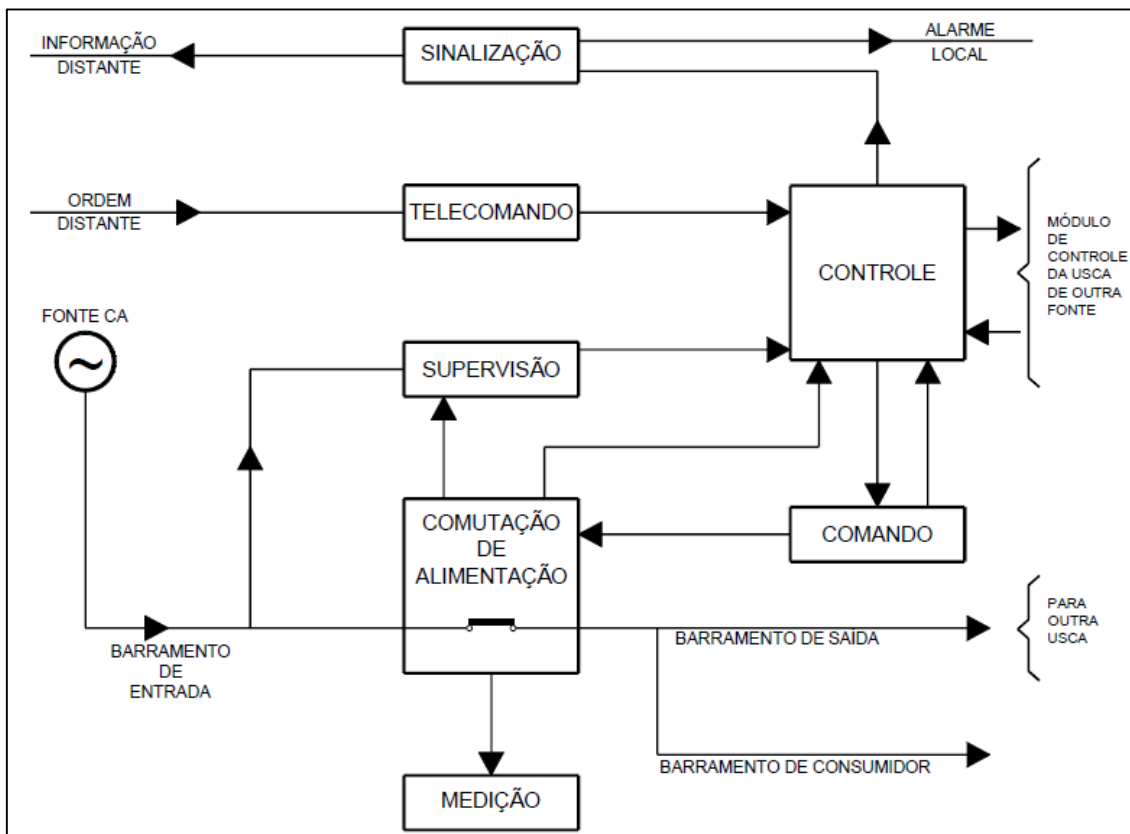 INFORMAÇÃO
DISTANTE
SINALIZAÇÃO
ALARME
LOCAL
ORDEM
DISTANTE
TELECOMANDO
CONTROLE
MÓDULO
DE
CONTROLE
DA USCA
DE OUTRA
FONTE
FONTE CA
~
SUPERVISÃO
COMUTAÇÃO
DE
ALIMENTAÇÃO
COMANDO
BARRAMENTO
DE
ENTRADA
BARRAMENTO DE SAÍDA
PARA
OUTRA
USCA
BARRAMENTO DE CONSUMIDOR
MEDIÇÃO